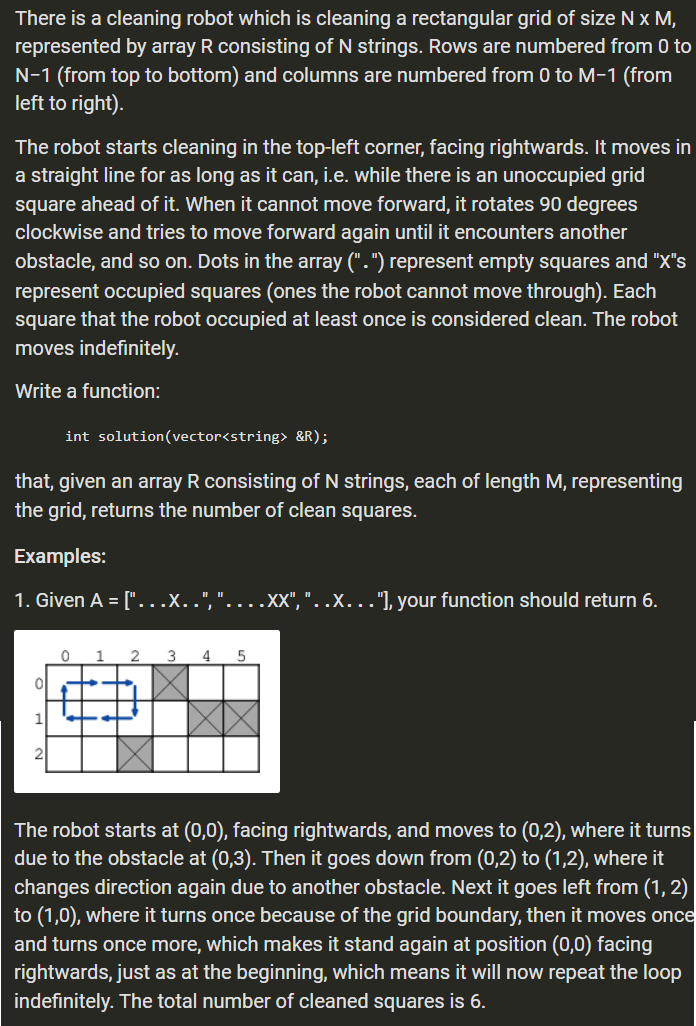 There is a cleaning robot which is cleaning a rectangular grid of size N x M,
represented by array R consisting of N strings. Rows are numbered from 0 to
N−1 (from top to bottom) and columns are numbered from 0 to M−1 (from
left to right).
The robot starts cleaning in the top-left corner, facing rightwards. It moves in
a straight line for as long as it can, i.e. while there is an unoccupied grid
square ahead of it. When it cannot move forward, it rotates 90 degrees
clockwise and tries to move forward again until it encounters another
obstacle, and so on. Dots in the array (".") represent empty squares and "X"s
represent occupied squares (ones the robot cannot move through). Each
square that the robot occupied at least once is considered clean. The robot
moves indefinitely.
Write a function:
int solution(vector<string> &R);
that, given an array R consisting of N strings, each of length M, representing
the grid, returns the number of clean squares.
Examples:
1. Given A = ["...X..", "....XX", "..X..."], your function should return 6.
0 1 2 3 4 5
0
1
2
The robot starts at (0,0), facing rightwards, and moves to (0,2), where it turns
due to the obstacle at (0,3). Then it goes down from (0,2) to (1,2), where it
changes direction again due to another obstacle. Next it goes left from (1, 2)
to (1,0), where it turns once because of the grid boundary, then it moves once
and turns once more, which makes it stand again at position (0,0) facing
rightwards, just as at the beginning, which means it will now repeat the loop
indefinitely. The total number of cleaned squares is 6.